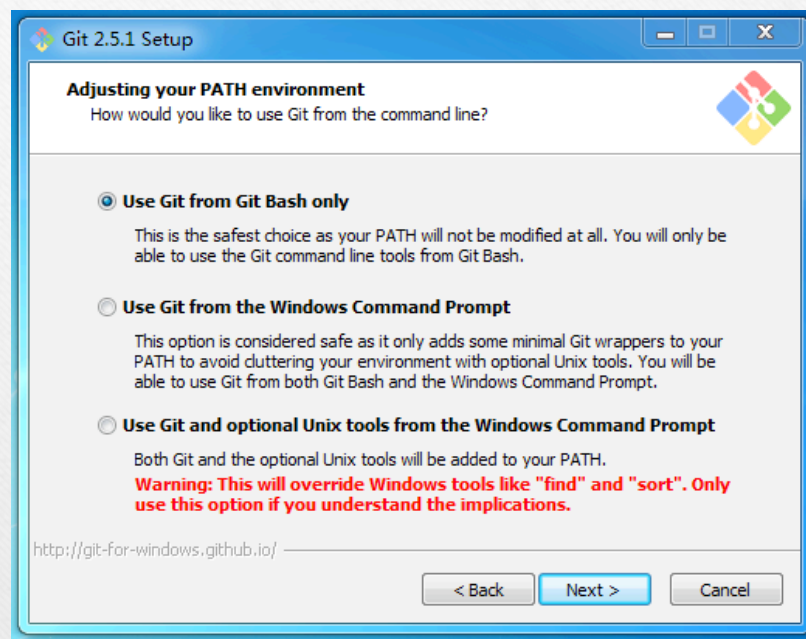 Git 2.5.1 Setup
Adjusting your PATH environment
How would you like to use Git from the command line?
Use Git from Git Bash only
This is the safest choice as your PATH will not be modified at all. You will only be
able to use the Git command line tools from Git Bash.
Use Git from the Windows Command Prompt
This option is considered safe as it only adds some minimal Git wrappers to your
PATH to avoid cluttering your environment with optional Unix tools. You will be
able to use Git from both Git Bash and the Windows Command Prompt.
Use Git and optional Unix tools from the Windows Command Prompt
Both Git and the optional Unix tools will be added to your PATH.
Warning: This will override Windows tools like "find" and "sort". Only
use this option if you understand the implications.
http://git-for-windows.github.io/
< Back Next > Cancel